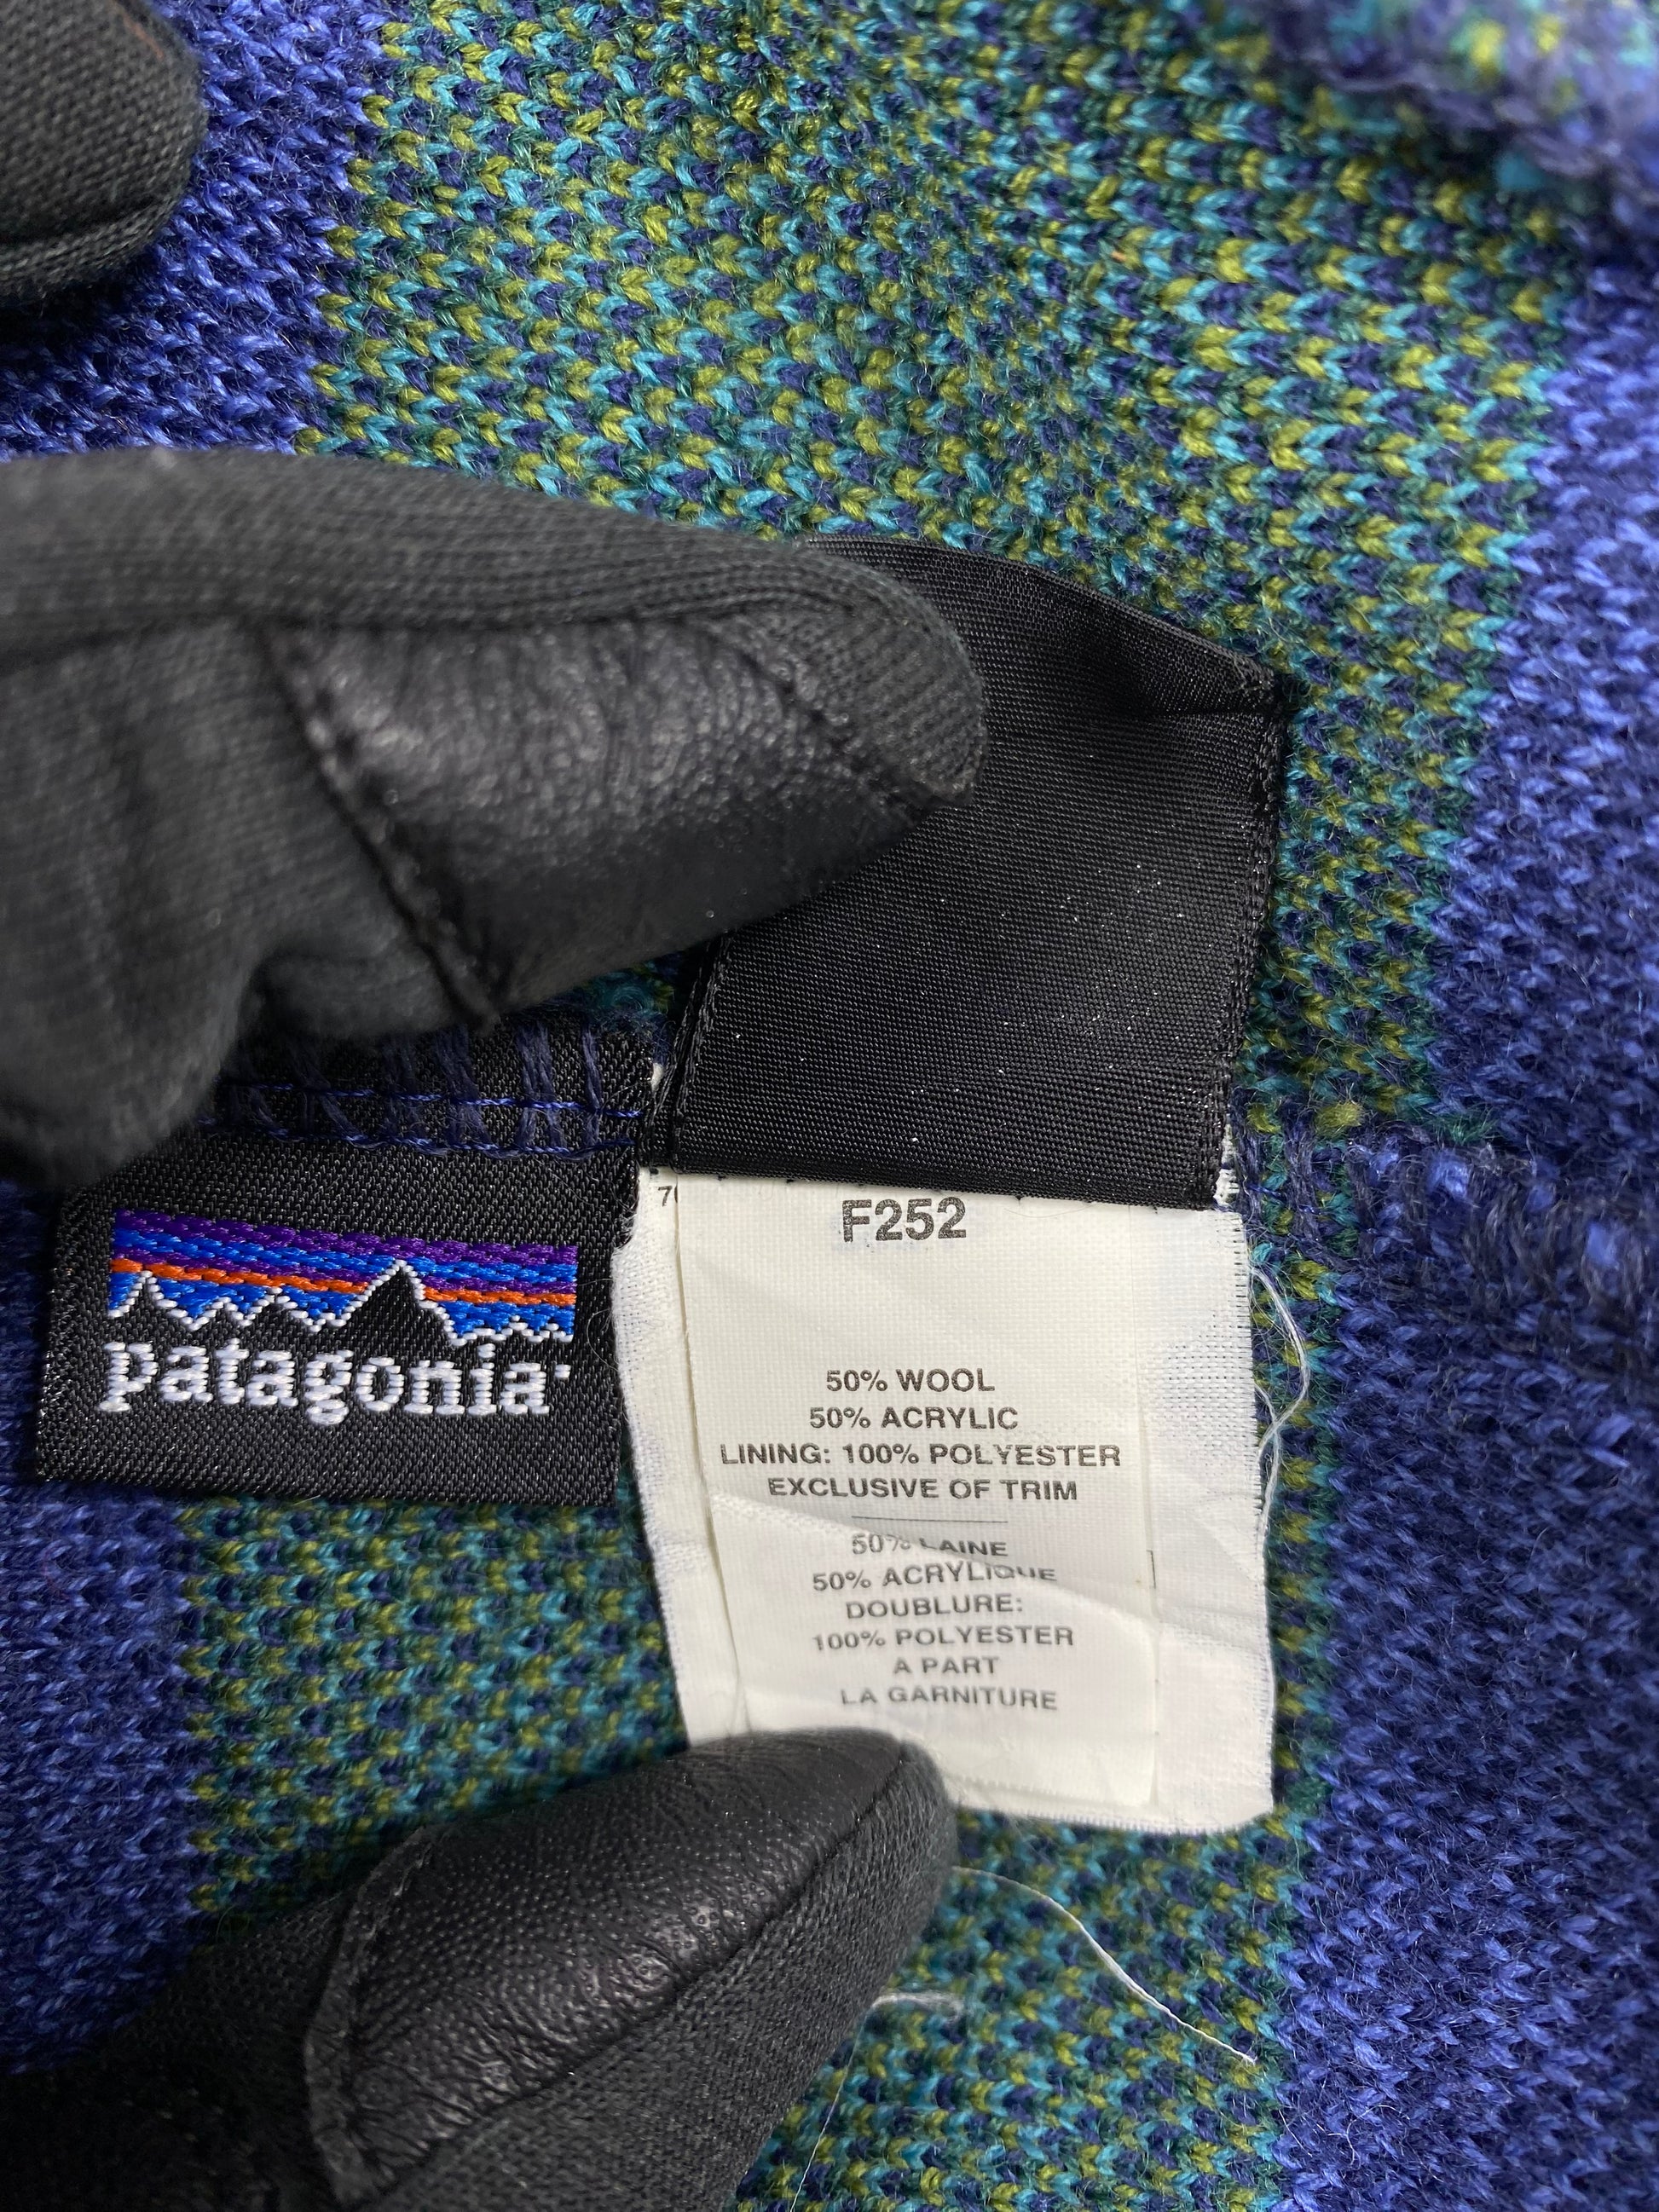 patagonia®
F252
50% WOOL
50% ACRYLIC
LINING: 100% POLYESTER
EXCLUSIVE OF TRIM
50% LAINE
50% ACRYLIQUE
DOUBLURE:
100% POLYESTER
A PART
LA GARNITURE